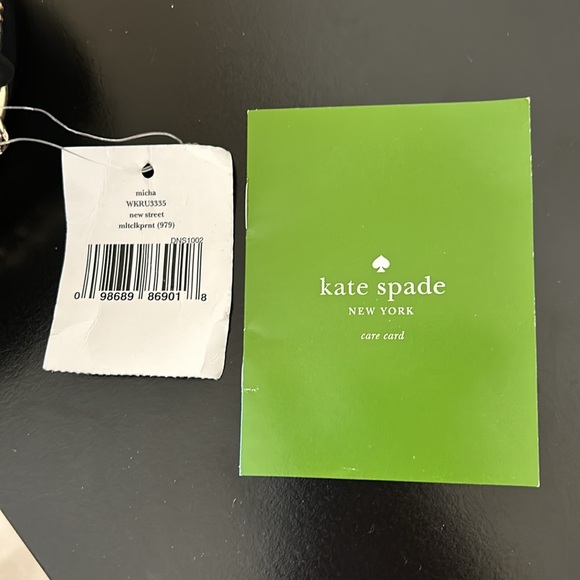 micha
WKRU3335
new street
mltclkprnt (979)
DNS1002
0 98689 86901 8
kate spade
NEW YORK
care card